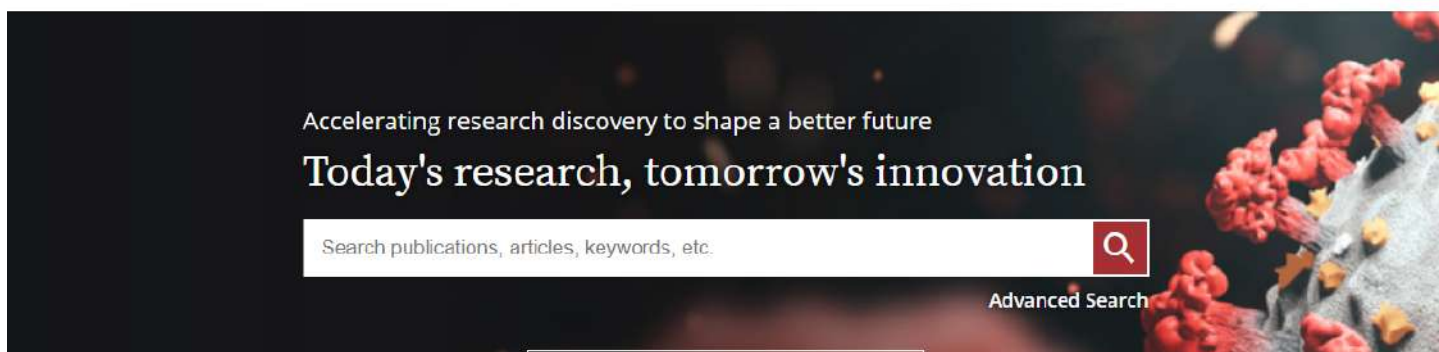 Accelerating research discovery to shape a better future
Today's research, tomorrow's innovation
Search publications, articles, keywords, etc.
Advanced Search